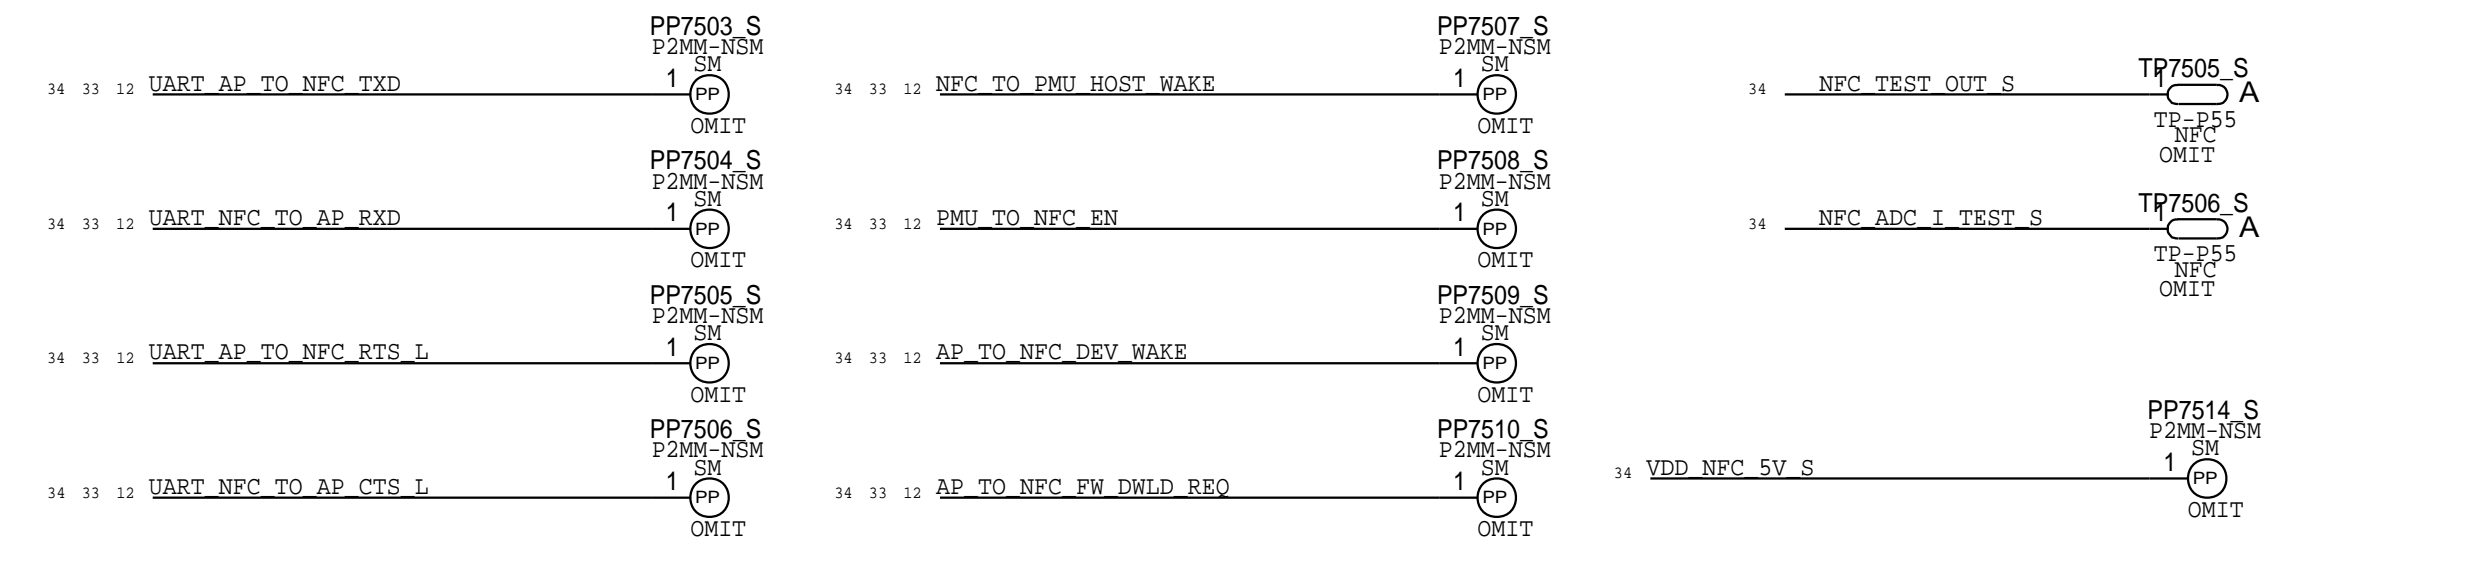 PP7503_S
P2MM-NSM
SM
34 33 12 UART_AP_TO_NFC_TXD 1 PP
OMIT
PP7504_S
P2MM-NSM
SM
34 33 12 UART_NFC_TO_AP_RXD 1 PP
OMIT
PP7505_S
P2MM-NSM
SM
34 33 12 UART_AP_TO_NFC_RTS_L 1 PP
OMIT
PP7506_S
P2MM-NSM
SM
34 33 12 UART_NFC_TO_AP_CTS_L 1 PP
OMIT
PP7507_S
P2MM-NSM
SM
34 33 12 NFC_TO_PMU_HOST_WAKE 1 PP
OMIT
PP7508_S
P2MM-NSM
SM
34 33 12 PMU_TO_NFC_EN 1 PP
OMIT
PP7509_S
P2MM-NSM
SM
34 33 12 AP_TO_NFC_DEV_WAKE 1 PP
OMIT
PP7510_S
P2MM-NSM
SM
34 33 12 AP_TO_NFC_FW_DWLD_REQ 1 PP
OMIT
TP7505_S
34 NFC_TEST_OUT_S 1 A
TP-P55
NFC
OMIT
TP7506_S
34 NFC_ADC_I_TEST_S 1 A
TP-P55
NFC
OMIT
PP7514_S
P2MM-NSM
SM
34 VDD_NFC_5V_S 1 PP
OMIT